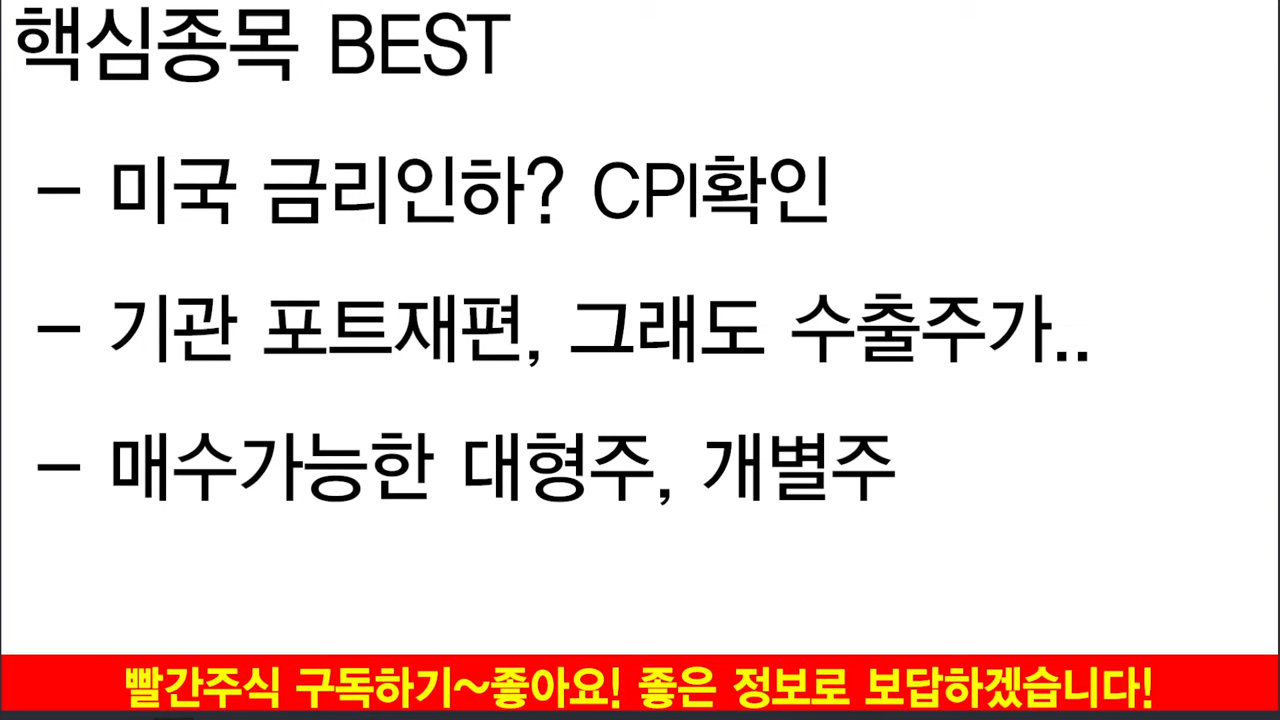 핵심종목 BEST
– 미국 금리인하? CPI확인
– 기관 포트재편, 그래도 수출주가..
– 매수가능한 대형주, 개별주
빨간주식 구독하기~좋아요! 좋은 정보로 보답하겠습니다!